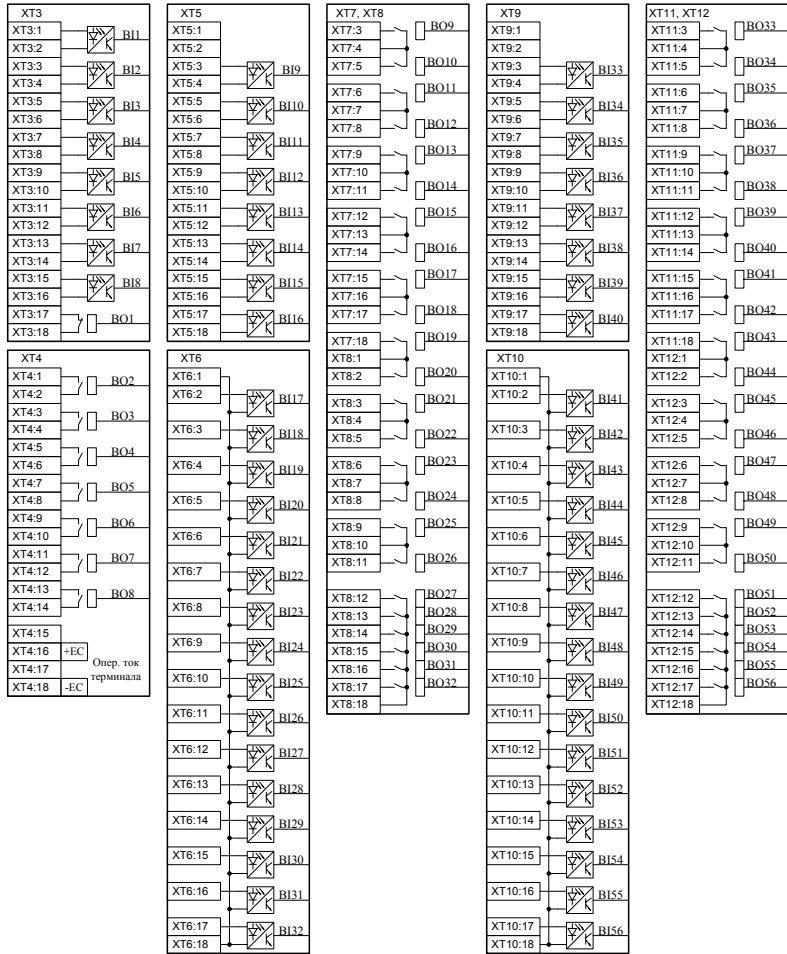 XT3
XT3:1
XT3:2
BI1
XT3:3
XT3:4
BI2
XT3:5
XT3:6
BI3
XT3:7
XT3:8
BI4
XT3:9
XT3:10
BI5
XT3:11
XT3:12
BI6
XT3:13
XT3:14
BI7
XT3:15
XT3:16
BI8
XT3:17
XT3:18
BO1
XT4
XT4:1
XT4:2
BO2
XT4:3
XT4:4
BO3
XT4:5
XT4:6
BO4
XT4:7
XT4:8
BO5
XT4:9
XT4:10
BO6
XT4:11
XT4:12
BO7
XT4:13
XT4:14
BO8
XT4:15
XT4:16 +EC
XT4:17
XT4:18 -EC
Опер. ток
терминала
XT5
XT5:1
XT5:2
XT5:3
XT5:4
BI9
XT5:5
XT5:6
BI10
XT5:7
XT5:8
BI11
XT5:9
XT5:10
BI12
XT5:11
XT5:12
BI13
XT5:13
XT5:14
BI14
XT5:15
XT5:16
BI15
XT5:17
XT5:18
BI16
XT6
XT6:1
XT6:2
BI17
XT6:3
BI18
XT6:4
BI19
XT6:5
BI20
XT6:6
BI21
XT6:7
BI22
XT6:8
BI23
XT6:9
BI24
XT6:10
BI25
XT6:11
BI26
XT6:12
BI27
XT6:13
BI28
XT6:14
BI29
XT6:15
BI30
XT6:16
BI31
XT6:17
XT6:18
BI32
XT7, XT8
XT7:3
BO9
XT7:4
XT7:5
BO10
XT7:6
BO11
XT7:7
XT7:8
BO12
XT7:9
BO13
XT7:10
XT7:11
BO14
XT7:12
BO15
XT7:13
XT7:14
BO16
XT7:15
BO17
XT7:16
XT7:17
BO18
XT7:18
BO19
XT8:1
XT8:2
BO20
XT8:3
BO21
XT8:4
XT8:5
BO22
XT8:6
BO23
XT8:7
XT8:8
BO24
XT8:9
BO25
XT8:10
XT8:11
BO26
XT8:12
BO27
XT8:13
BO28
XT8:14
BO29
XT8:15
BO30
XT8:16
BO31
XT8:17
BO32
XT8:18
XT9
XT9:1
XT9:2
XT9:3
XT9:4
BI33
XT9:5
XT9:6
BI34
XT9:7
XT9:8
BI35
XT9:9
XT9:10
BI36
XT9:11
XT9:12
BI37
XT9:13
XT9:14
BI38
XT9:15
XT9:16
BI39
XT9:17
XT9:18
BI40
XT10
XT10:1
XT10:2
BI41
XT10:3
BI42
XT10:4
BI43
XT10:5
BI44
XT10:6
BI45
XT10:7
BI46
XT10:8
BI47
XT10:9
BI48
XT10:10
BI49
XT10:11
BI50
XT10:12
BI51
XT10:13
BI52
XT10:14
BI53
XT10:15
BI54
XT10:16
BI55
XT10:17
XT10:18
BI56
XT11, XT12
XT11:3
BO33
XT11:4
XT11:5
BO34
XT11:6
BO35
XT11:7
XT11:8
BO36
XT11:9
BO37
XT11:10
XT11:11
BO38
XT11:12
BO39
XT11:13
XT11:14
BO40
XT11:15
BO41
XT11:16
XT11:17
BO42
XT11:18
BO43
XT12:1
XT12:2
BO44
XT12:3
BO45
XT12:4
XT12:5
BO46
XT12:6
BO47
XT12:7
XT12:8
BO48
XT12:9
BO49
XT12:10
XT12:11
BO50
XT12:12
BO51
XT12:13
BO52
XT12:14
BO53
XT12:15
BO54
XT12:16
BO55
XT12:17
BO56
XT12:18